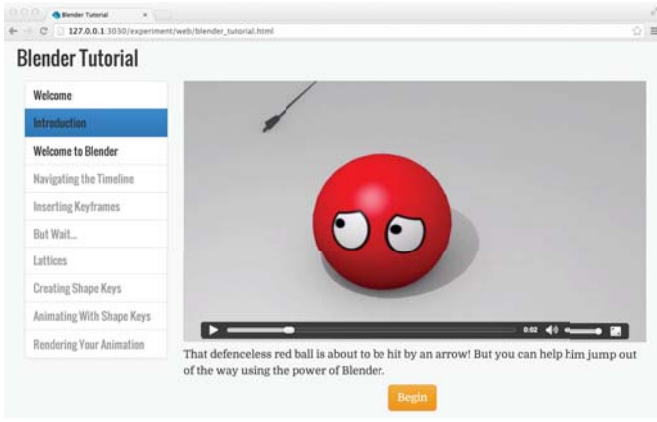 Blender Tutorial
127.0.0.1:3030/experiment/web/blender_tutorial.html
Blender Tutorial
Welcome
Introduction
Welcome to Blender
Navigating the Timeline
Inserting Keyframes
But Wait...
Lattices
Creating Shape Keys
Animating With Shape Keys
Rendering Your Animation
0:02
That defenceless red ball is about to be hit by an arrow! But you can help him jump out
of the way using the power of Blender.
Begin